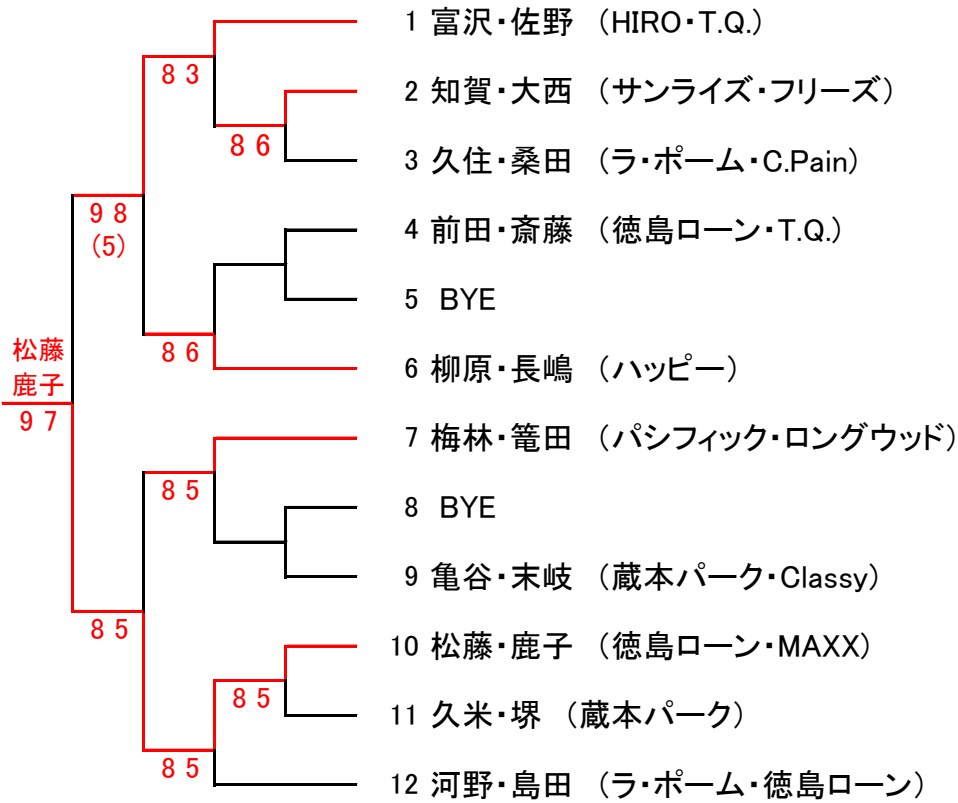 1 富沢・佐野 （HIRO・T.Q.）
8 3
2 知賀・大西 （サンライズ・フリーズ）
8 6
3 久住・桑田 （ラ・ポーム・C.Pain）
9 8
(5)
4 前田・斎藤 （徳島ローン・T.Q.）
5 BYE
8 6
6 柳原・長嶋 （ハッピー）
松藤
鹿子
9 7
7 梅林・篭田 （パシフィック・ロングウッド）
8 5
8 BYE
9 亀谷・末岐 （蔵本パーク・Classy）
8 5
10 松藤・鹿子 （徳島ローン・MAXX）
8 5
11 久米・堺 （蔵本パーク）
8 5
12 河野・島田 （ラ・ポーム・徳島ローン）